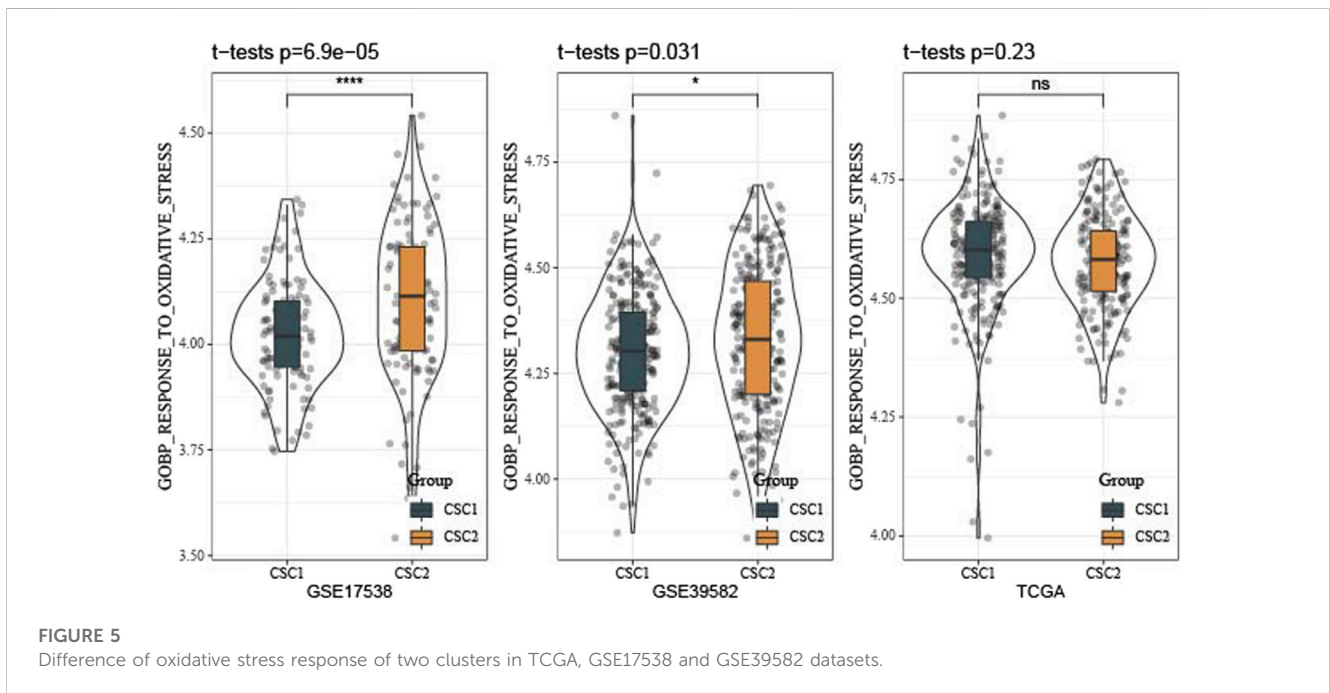 t-tests p=6.9e-05
****
GOBP_RESPONSE_TO_OXIDATIVE_STRESS
4.50
4.25
4.00
3.75
3.50
Group
CSC1
CSC2
CSC1
CSC2
GSE17538
t-tests p=0.031
*
GOBP_RESPONSE_TO_OXIDATIVE_STRESS
4.75
4.50
4.25
4.00
Group
CSC1
CSC2
CSC1
CSC2
GSE39582
t-tests p=0.23
ns
GOBP_RESPONSE_TO_OXIDATIVE_STRESS
4.75
4.50
4.25
4.00
Group
CSC1
CSC2
CSC1
CSC2
TCGA
FIGURE 5
Difference of oxidative stress response of two clusters in TCGA, GSE17538 and GSE39582 datasets.